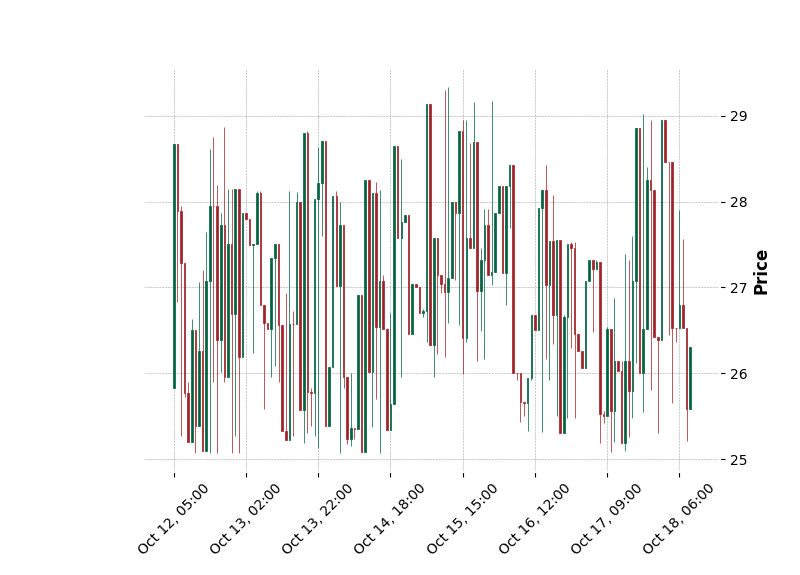 29
28
27
26
25
Price
Oct 12, 05:00
Oct 13, 02:00
Oct 13, 22:00
Oct 14, 18:00
Oct 15, 15:00
Oct 16, 12:00
Oct 17, 09:00
Oct 18, 06:00